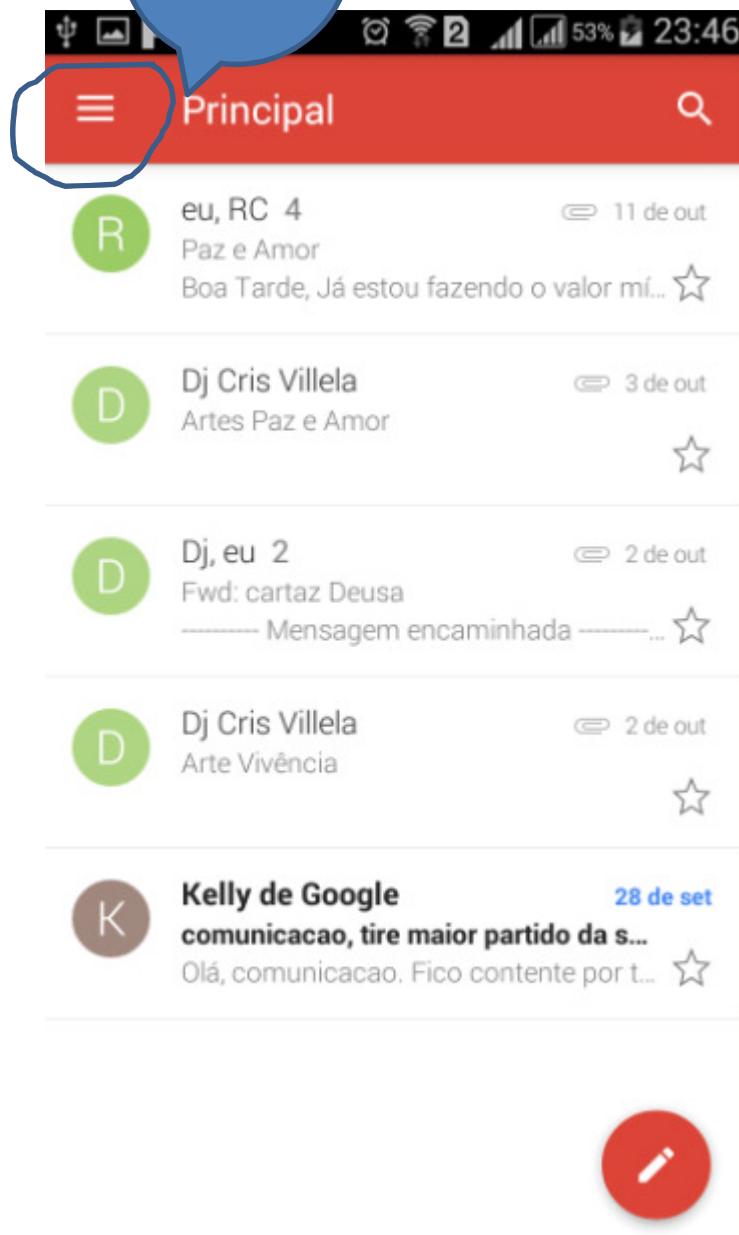 2 53% 23:46
Principal
R eu, RC 4 11 de out
Paz e Amor
Boa Tarde, Já estou fazendo o valor mí...
D Dj Cris Villela 3 de out
Artes Paz e Amor
D Dj, eu 2 2 de out
Fwd: cartaz Deusa
---------- Mensagem encaminhada ----------...
D Dj Cris Villela 2 de out
Arte Vivência
K Kelly de Google 28 de set
comunicacao, tire maior partido da s...
Olá, comunicacao. Fico contente por t...